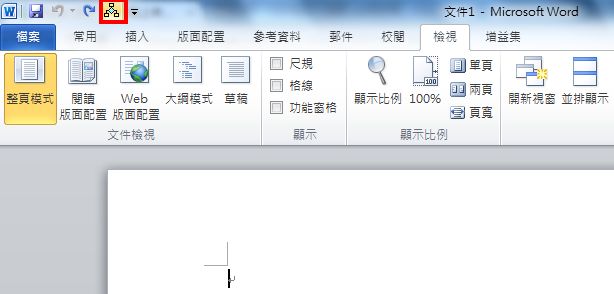 文件1 - Microsoft Word
檔案 常用 插入 版面配置 參考資料 郵件 校閱 檢視 增益集
整頁模式 閱讀版面配置 Web版面配置 大綱模式 草稿
文件檢視
尺規
格線
功能窗格
顯示
顯示比例 100 100%
單頁
兩頁
頁寬
顯示比例
開新視窗 並排顯示